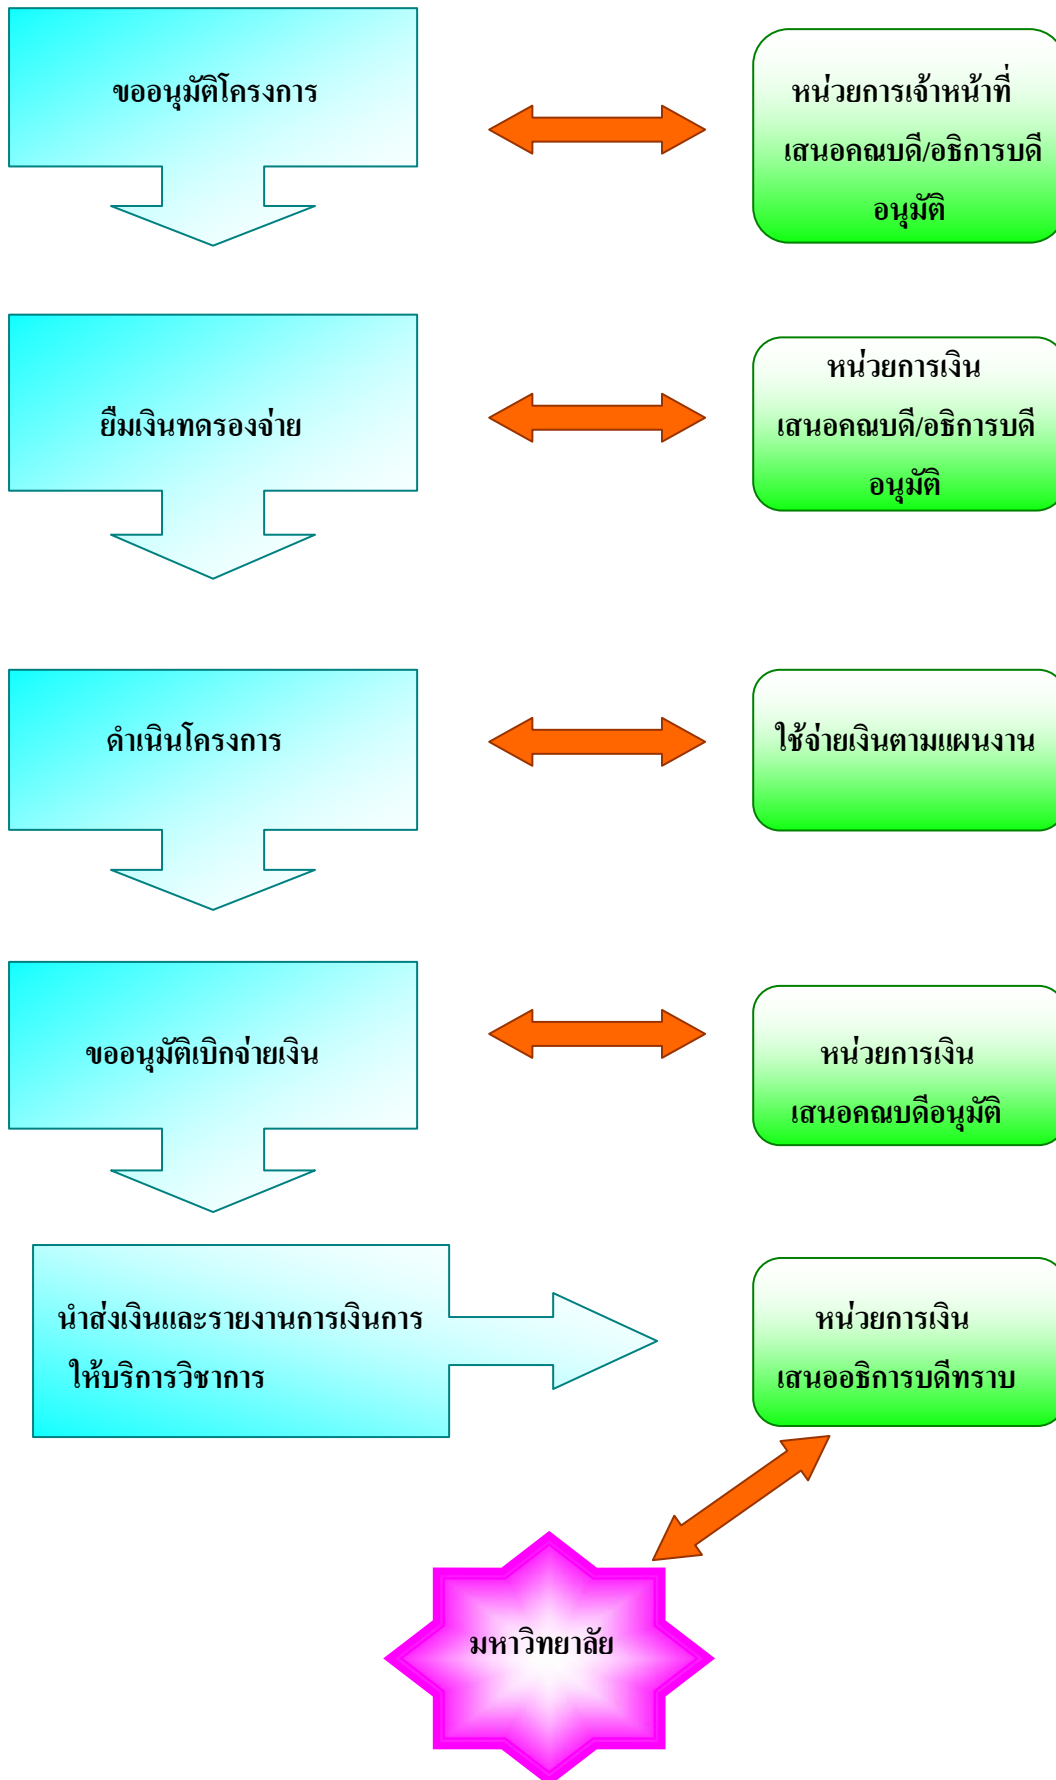 ขออนุมัติโครงการ
หน่วยการเจ้าหน้าที่
เสนอคณบดี/อธิการบดี
อนุมัติ
ยืมเงินทดรองจ่าย
หน่วยการเงิน
เสนอคณบดี/อธิการบดี
อนุมัติ
ดำเนินโครงการ
ใช้จ่ายเงินตามแผนงาน
ขออนุมัติเบิกจ่ายเงิน
หน่วยการเงิน
เสนอคณบดีอนุมัติ
นำส่งเงินและรายงานการเงินการ
ให้บริการวิชาการ
หน่วยการเงิน
เสนออธิการบดีทราบ
มหาวิทยาลัย